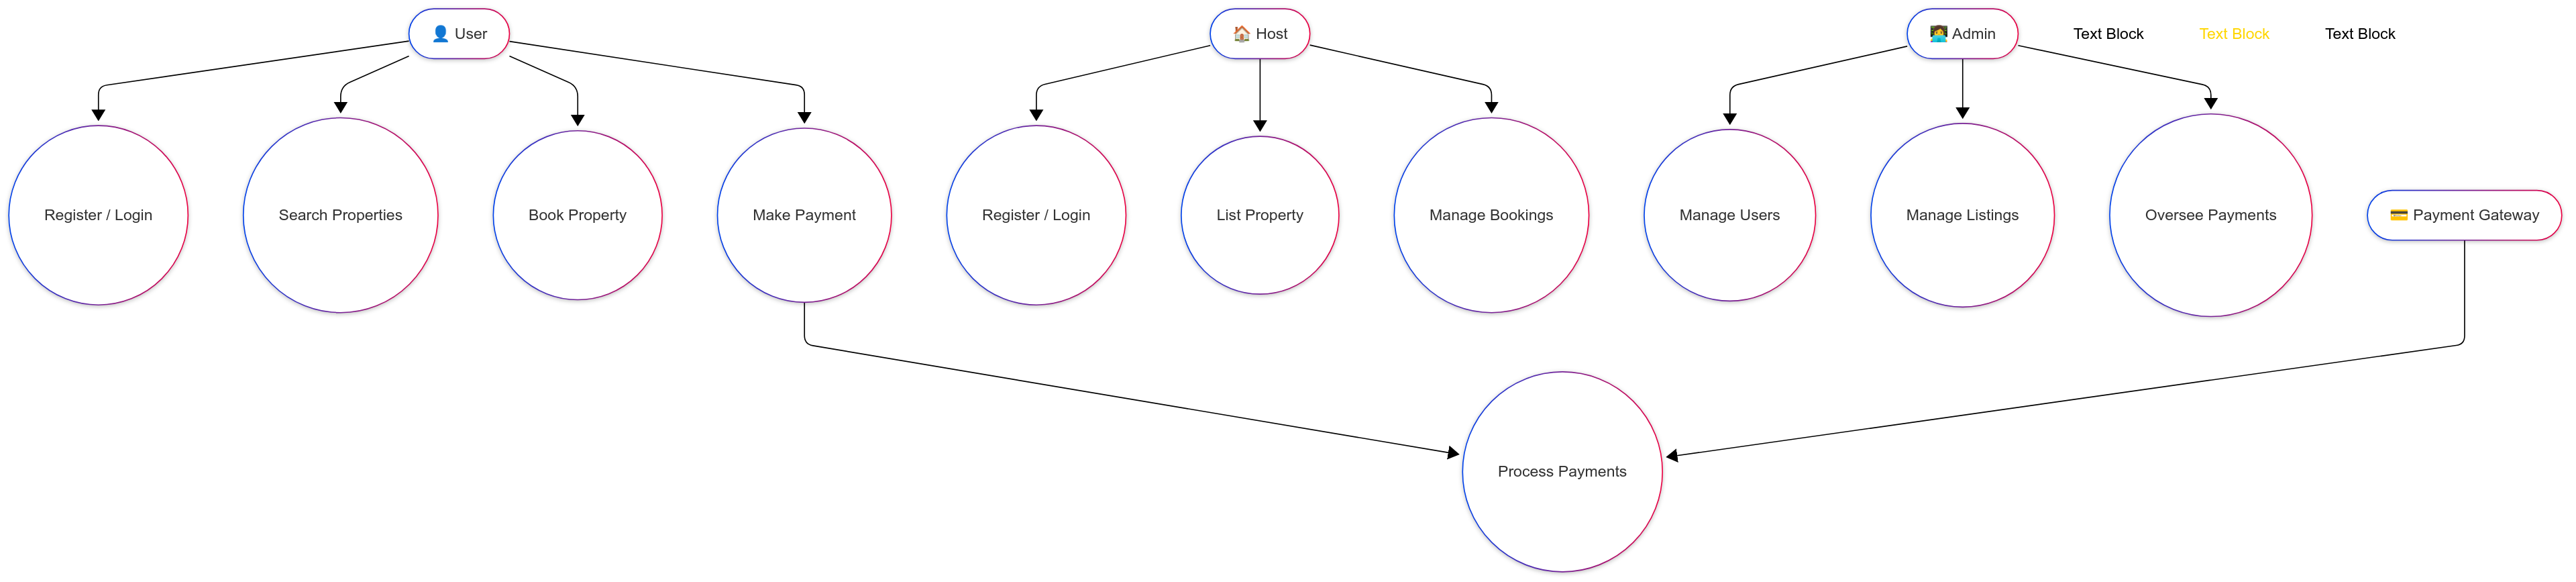 👤 User
🏠 Host
👩‍💻 Admin
Text Block
Text Block
Text Block
Register / Login
Search Properties
Book Property
Make Payment
Register / Login
List Property
Manage Bookings
Manage Users
Manage Listings
Oversee Payments
💳 Payment Gateway
Process Payments